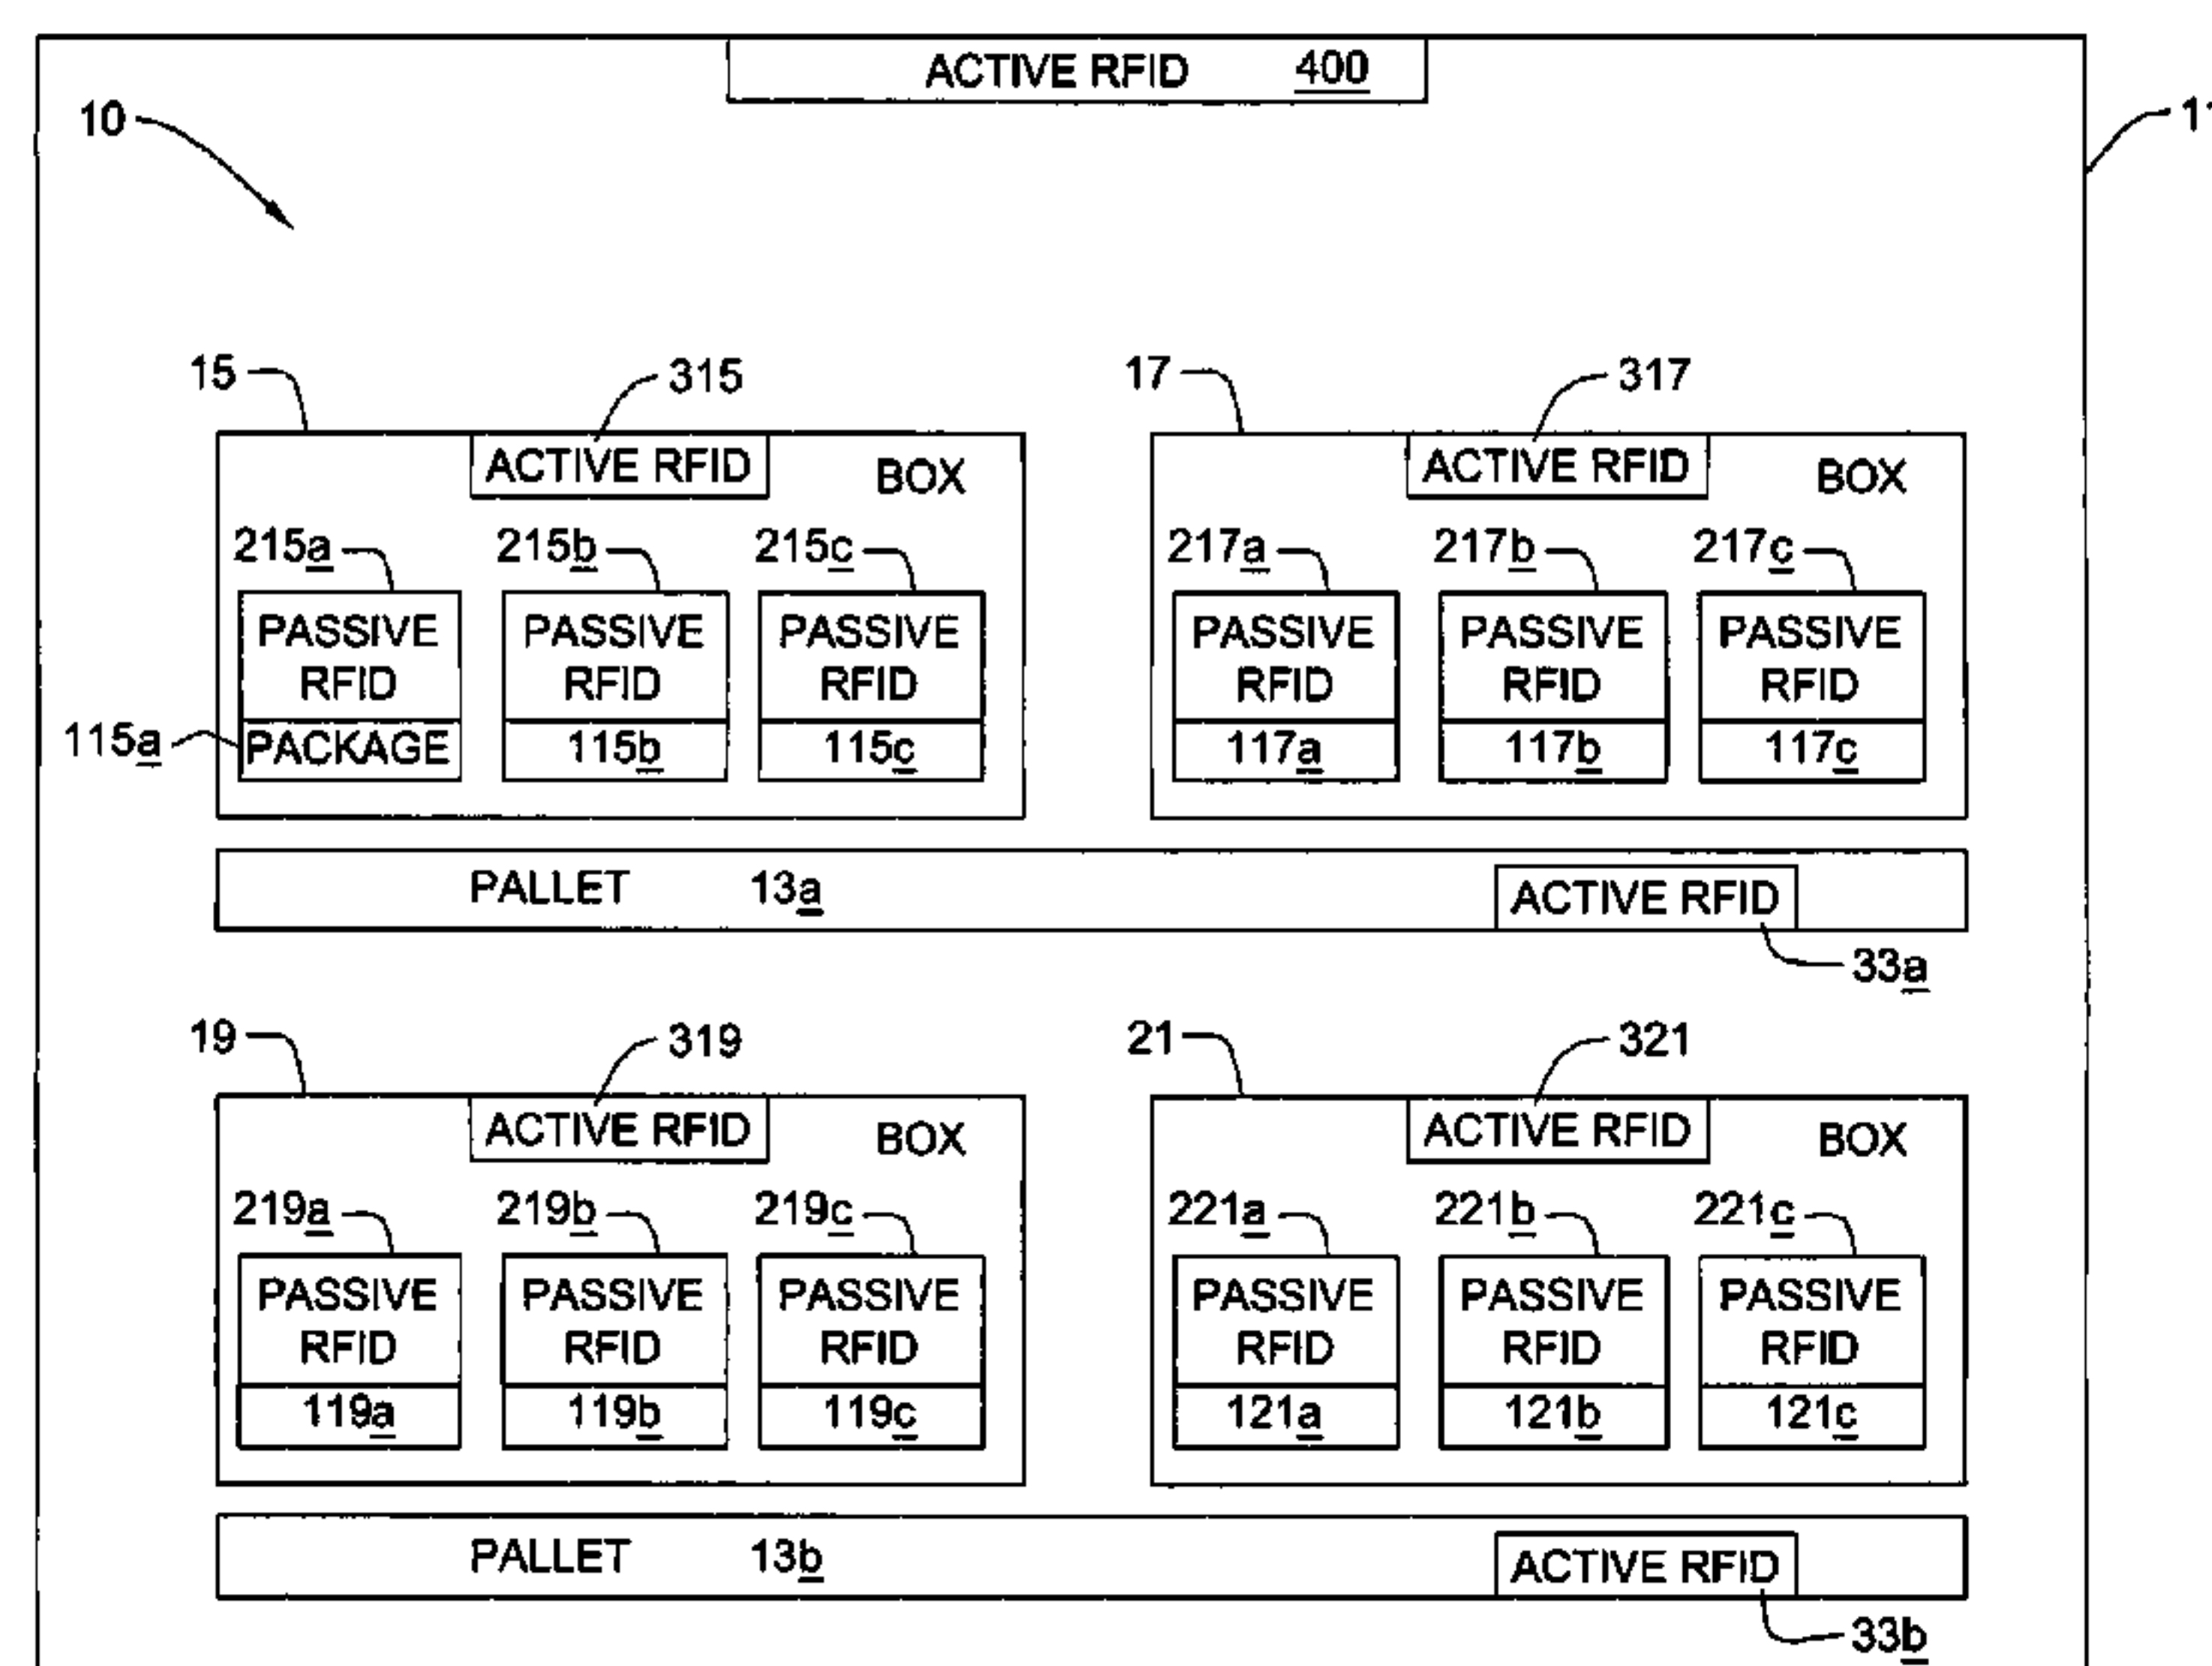 ACTIVE RFID 400
10
15
315
17
317
ACTIVE RFID
BOX
ACTIVE RFID
BOX
215a
215b
215c
217a
217b
217c
PASSIVE RFID
PASSIVE RFID
PASSIVE RFID
PASSIVE RFID
PASSIVE RFID
PASSIVE RFID
115a
PACKAGE
115b
115c
117a
117b
117c
PALLET 13a
ACTIVE RFID
33a
19
319
21
321
ACTIVE RFID
BOX
ACTIVE RFID
BOX
219a
219b
219c
221a
221b
221c
PASSIVE RFID
PASSIVE RFID
PASSIVE RFID
PASSIVE RFID
PASSIVE RFID
PASSIVE RFID
119a
119b
119c
121a
121b
121c
PALLET 13b
ACTIVE RFID
33b